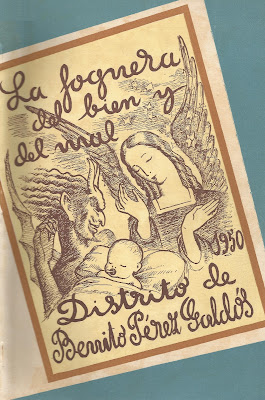 La foguera
del bien y
del mal
1950
Distrito de
Benito Pérez Galdós